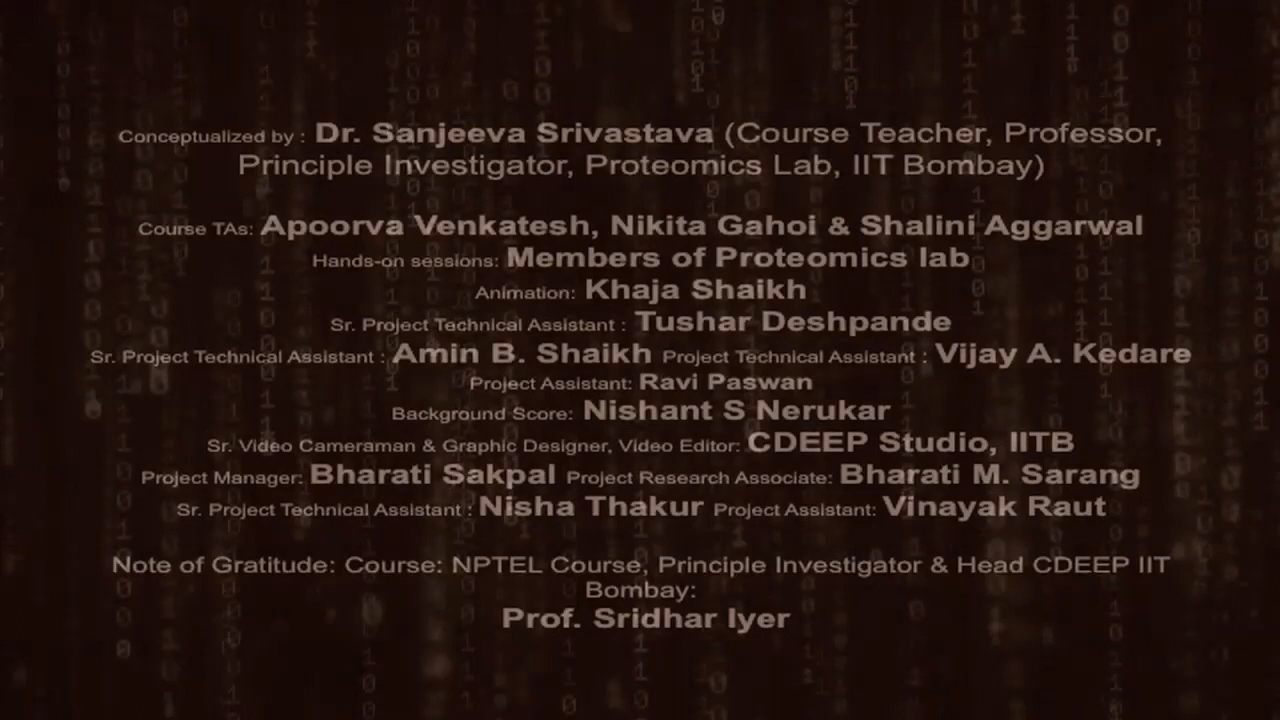 Conceptualized by : Dr. Sanjeeva Srivastava (Course Teacher, Professor,
Principle Investigator, Proteomics Lab, IIT Bombay)
Course TAs: Apoorva Venkatesh, Nikita Gahoi & Shalini Aggarwal
Hands-on sessions: Members of Proteomics lab
Animation: Khaja Shaikh
Sr. Project Technical Assistant : Tushar Deshpande
Sr. Project Technical Assistant : Amin B. Shaikh Project Technical Assistant : Vijay A. Kedare
Project Assistant: Ravi Paswan
Background Score: Nishant S Nerukar
Sr. Video Cameraman & Graphic Designer, Video Editor: CDEEP Studio, IITB
Project Manager: Bharati Sakpal Project Research Associate: Bharati M. Sarang
Sr. Project Technical Assistant : Nisha Thakur Project Assistant: Vinayak Raut
Note of Gratitude: Course: NPTEL Course, Principle Investigator & Head CDEEP IIT
Bombay:
Prof. Sridhar Iyer